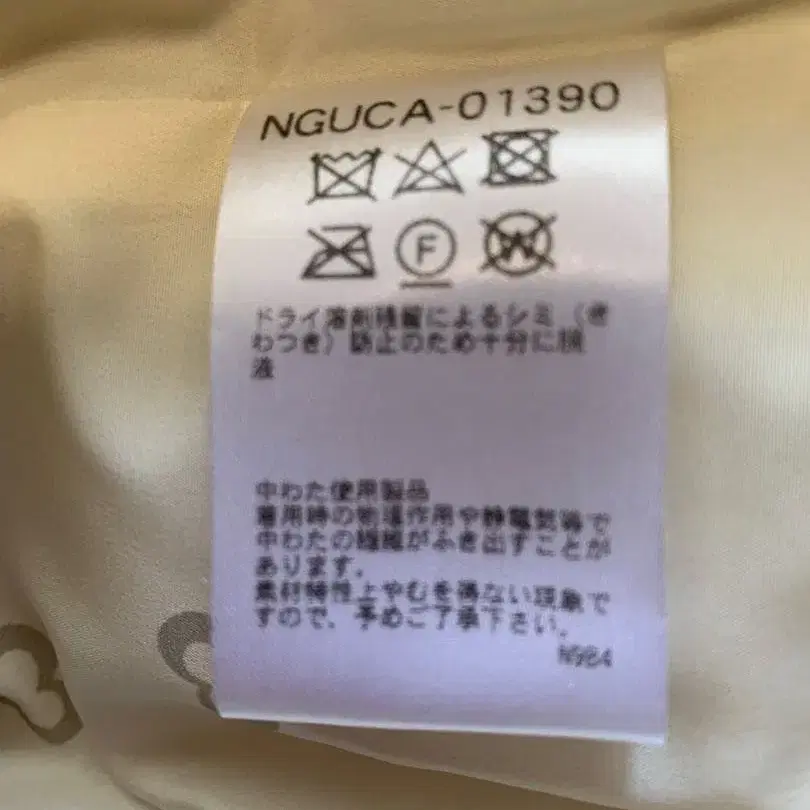 NGUCA-01390
F
W
ドライ溶剤残留によるシミ（き
わつき）防止のため十分に脱
液
中わた使用製品
着用時の物理作用や静電気等で
中わたの繊維がふき出すことが
あります。
素材特性上やむを得ない現象で
すので、予めご了承下さい。
N984